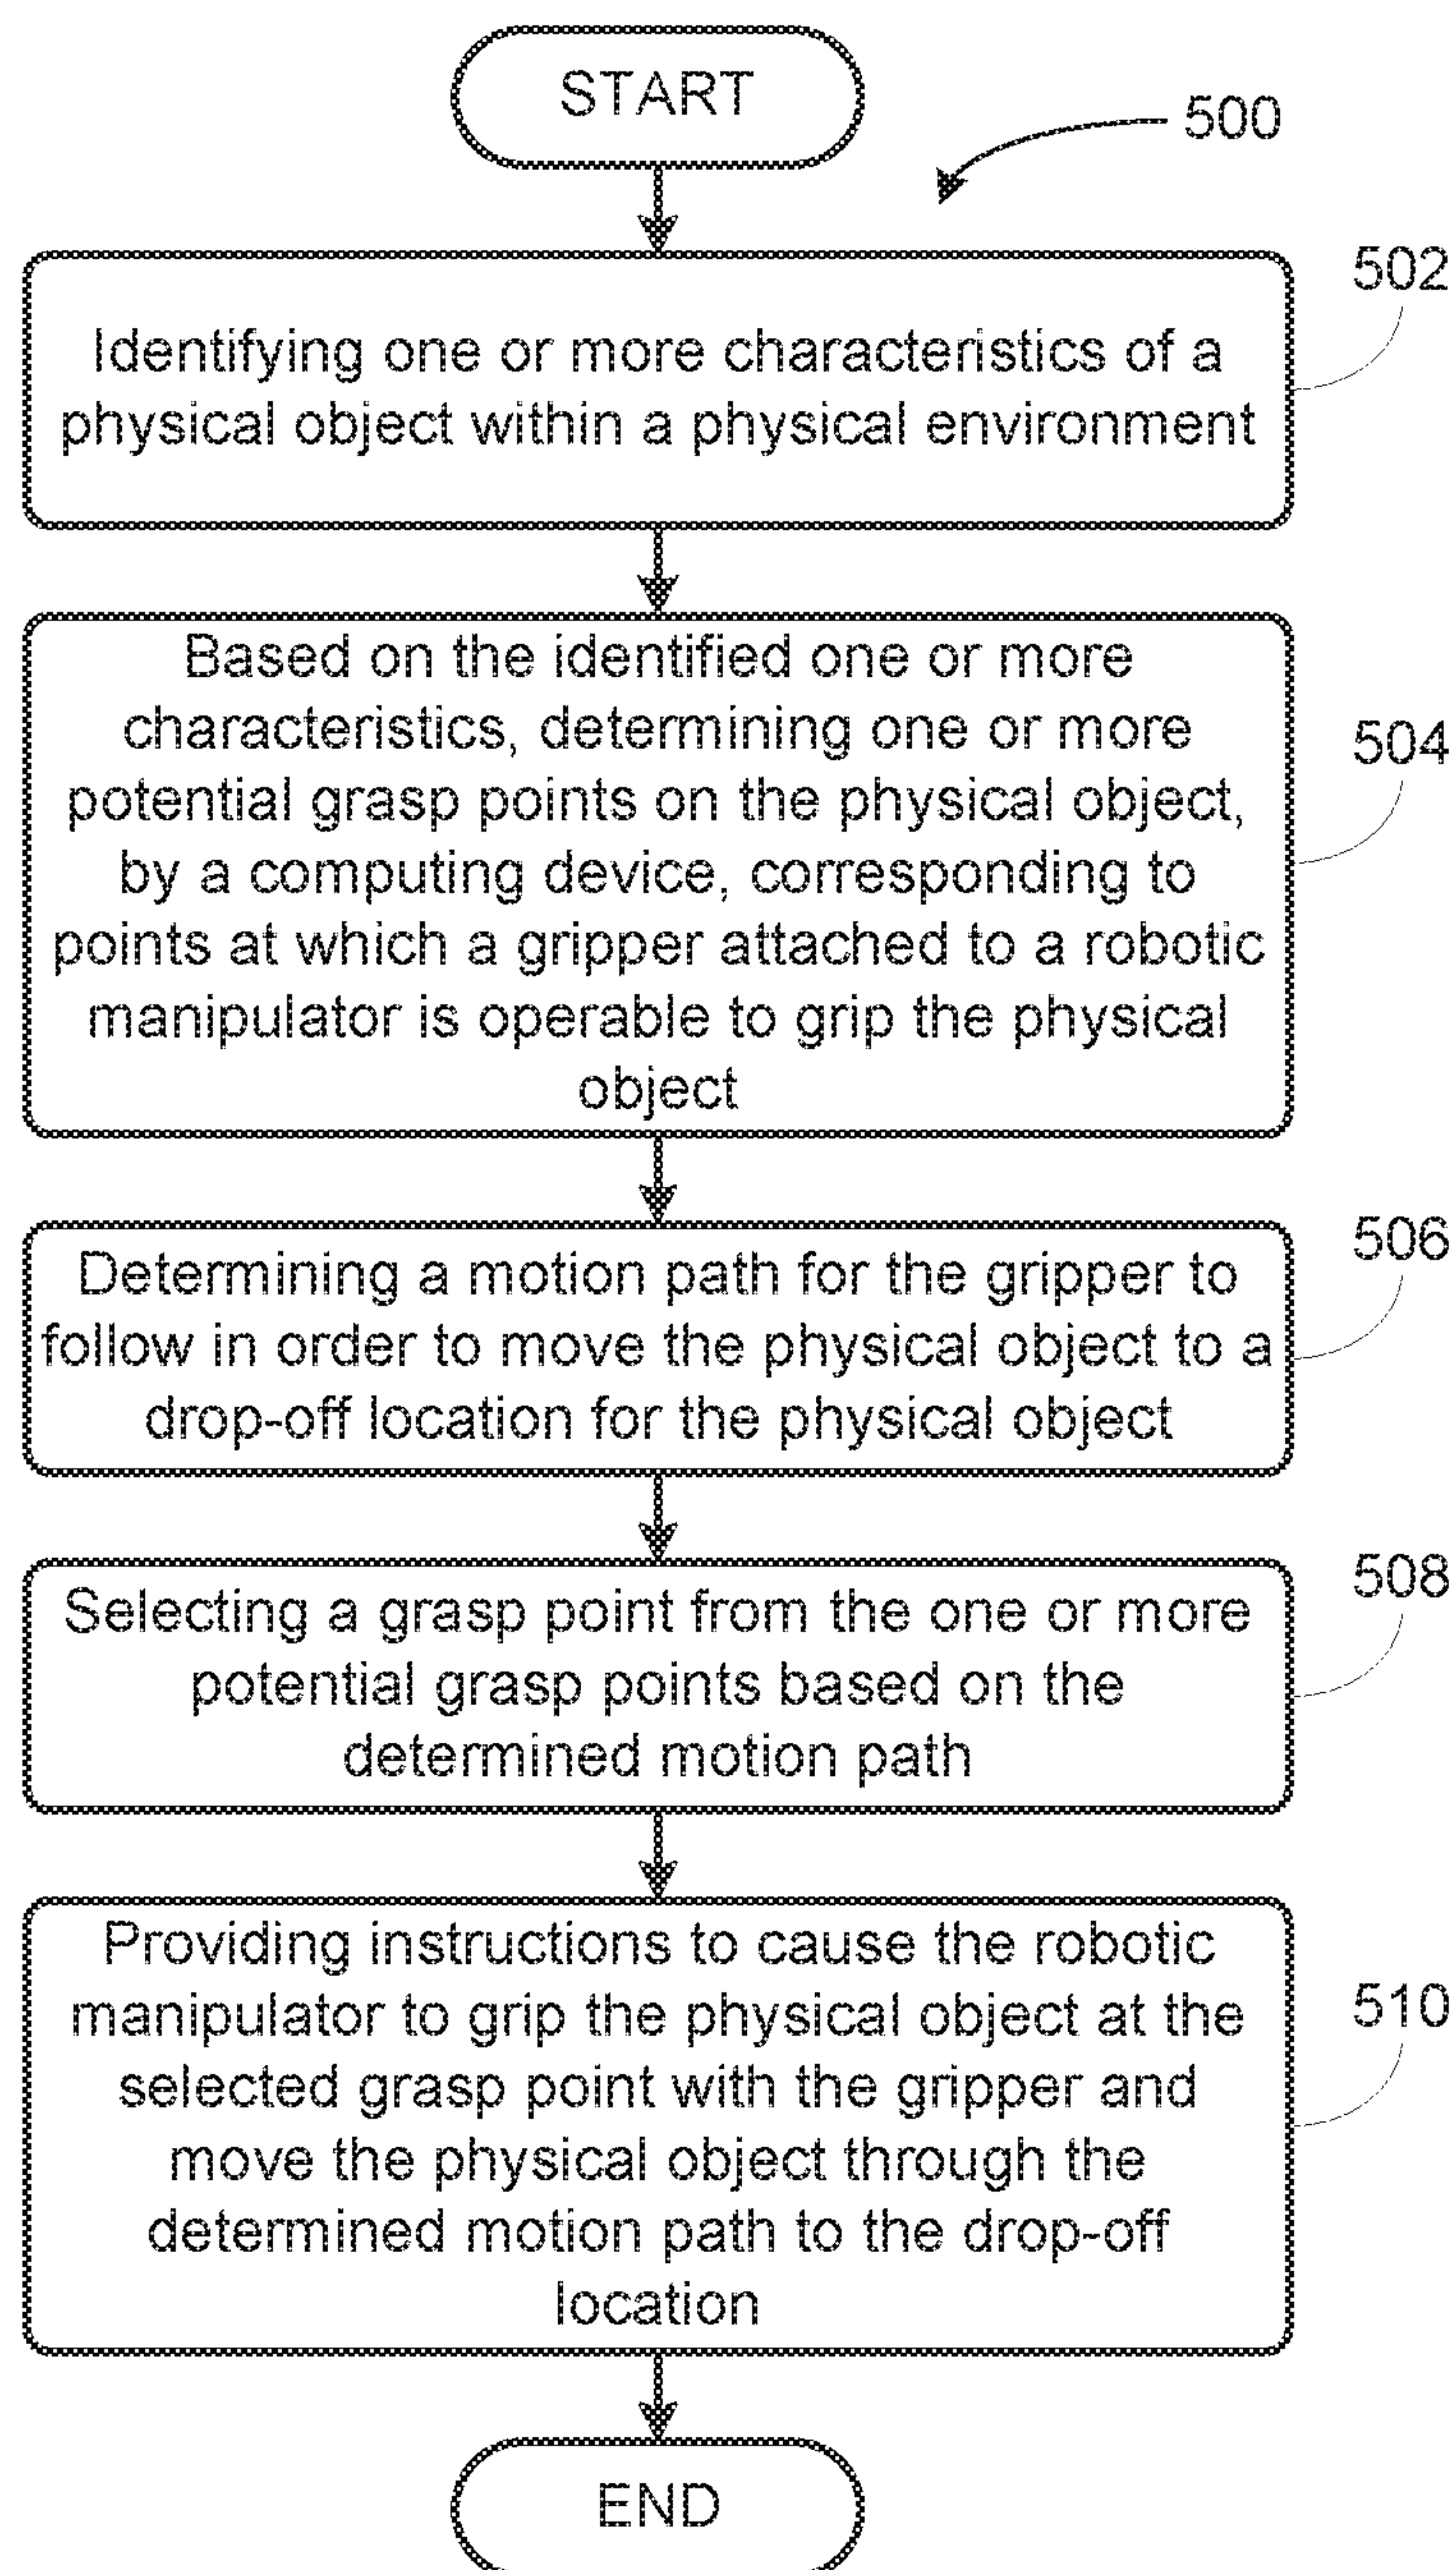 START
500
502
Identifying one or more characteristics of a
physical object within a physical environment
Based on the identified one or more
characteristics, determining one or more
504
potential grasp points on the physical object,
by a computing device, corresponding to
points at which a gripper attached to a robotic
manipulator is operable to grip the physical
object
506
Determining a motion path for the gripper to
follow in order to move the physical object to a
drop-off location for the physical object
508
Selecting a grasp point from the one or more
potential grasp points based on the
determined motion path
Providing instructions to cause the robotic
510
manipulator to grip the physical object at the
selected grasp point with the gripper and
move the physical object through the
determined motion path to the drop-off
location
END